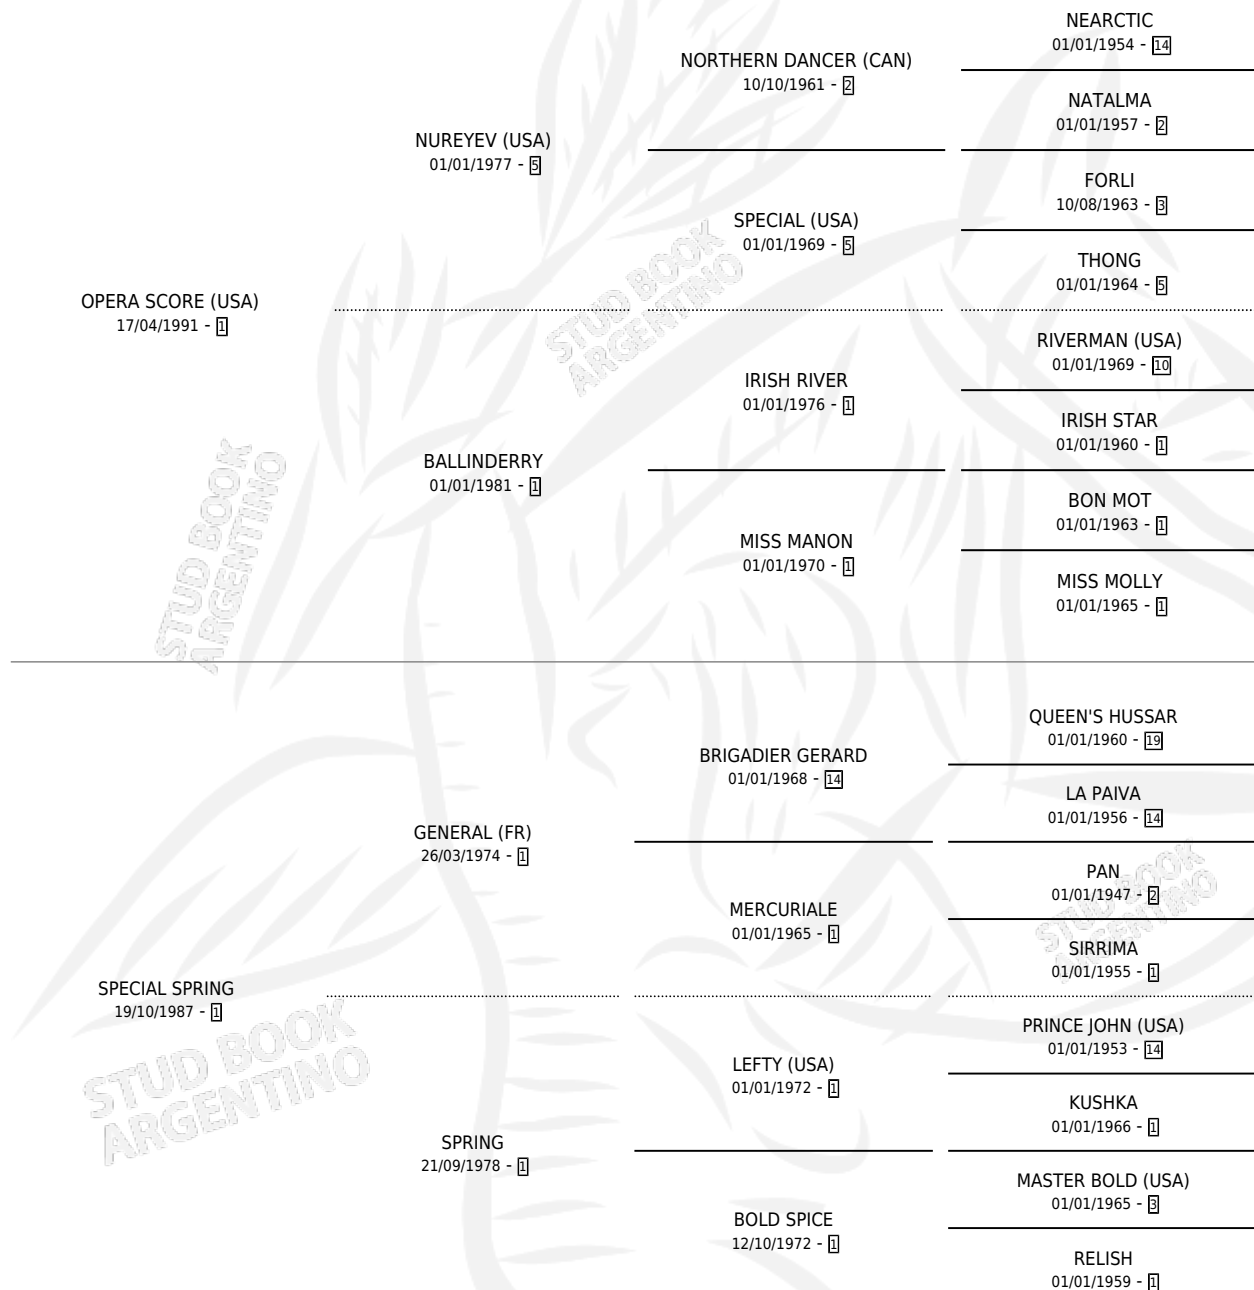 NEARCTIC
01/01/1954 - 14
NORTHERN DANCER (CAN)
10/10/1961 - 2
NATALMA
01/01/1957 - 2
NUREYEV (USA)
01/01/1977 - 5
FORLI
10/08/1963 - 3
SPECIAL (USA)
01/01/1969 - 5
THONG
01/01/1964 - 5
OPERA SCORE (USA)
17/04/1991 - 1
RIVERMAN (USA)
01/01/1969 - 10
IRISH RIVER
01/01/1976 - 1
IRISH STAR
01/01/1960 - 1
BALLINDERRY
01/01/1981 - 1
BON MOT
01/01/1963 - 1
MISS MANON
01/01/1970 - 1
MISS MOLLY
01/01/1965 - 1
STUD BOOK
ARGENTINO
STUD BOOK
ARGENTINO
QUEEN'S HUSSAR
01/01/1960 - 19
BRIGADIER GERARD
01/01/1968 - 14
LA PAIVA
01/01/1956 - 14
GENERAL (FR)
26/03/1974 - 1
PAN
01/01/1947 - 2
MERCURIALE
01/01/1965 - 1
SIRRIMA
01/01/1955 - 1
SPECIAL SPRING
19/10/1987 - 1
PRINCE JOHN (USA)
01/01/1953 - 14
LEFTY (USA)
01/01/1972 - 1
KUSHKA
01/01/1966 - 1
SPRING
21/09/1978 - 1
MASTER BOLD (USA)
01/01/1965 - 3
BOLD SPICE
12/10/1972 - 1
RELISH
01/01/1959 - 1
STUD BOOK
ARGENTINO
STUD BOOK
ARGENTINO